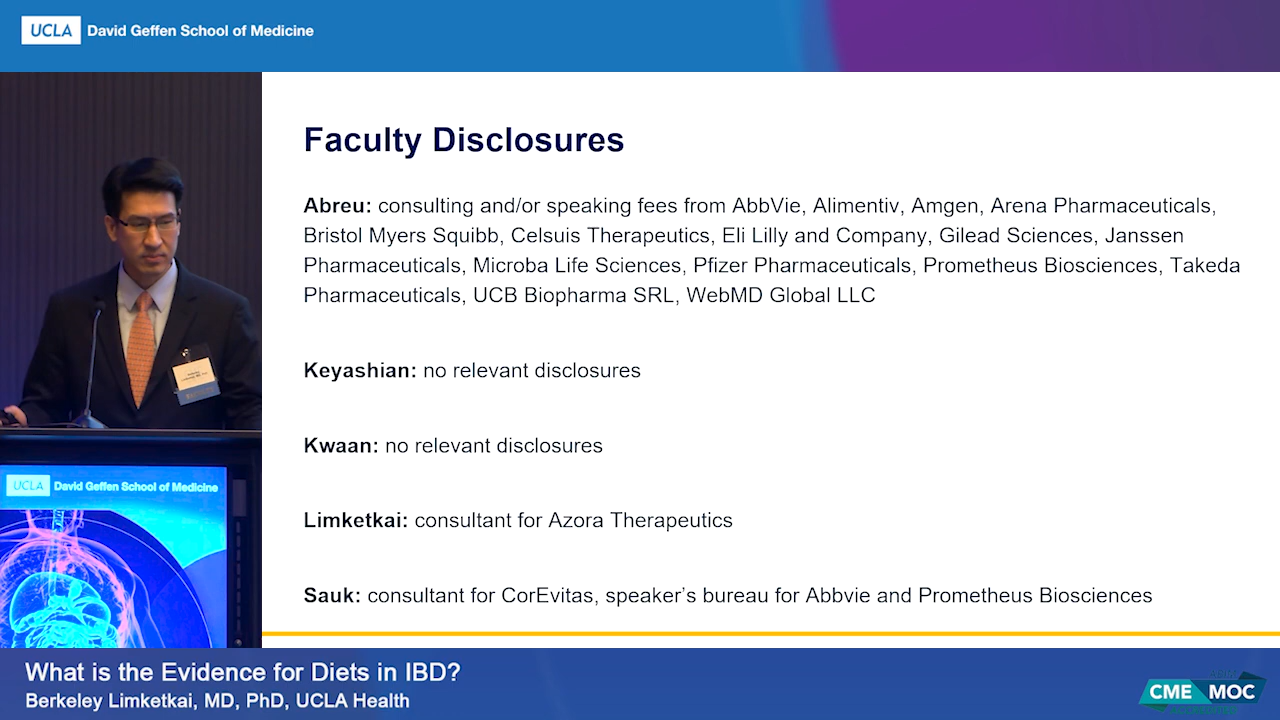 UCLA David Geffen School of Medicine
Faculty Disclosures
Abreu: consulting and/or speaking fees from AbbVie, Alimentiv, Amgen, Arena Pharmaceuticals,
Bristol Myers Squibb, Celsuis Therapeutics, Eli Lilly and Company, Gilead Sciences, Janssen
Pharmaceuticals, Microba Life Sciences, Pfizer Pharmaceuticals, Prometheus Biosciences, Takeda
Pharmaceuticals, UCB Biopharma SRL, WebMD Global LLC
Keyashian: no relevant disclosures
Kwaan: no relevant disclosures
Limketkai: consultant for Azora Therapeutics
Sauk: consultant for CorEvitas, speaker’s bureau for Abbvie and Prometheus Biosciences
UCLA David Geffen School of Medicine
What is the Evidence for Diets in IBD?
Berkeley Limketkai, MD, PhD, UCLA Health
CME MOC